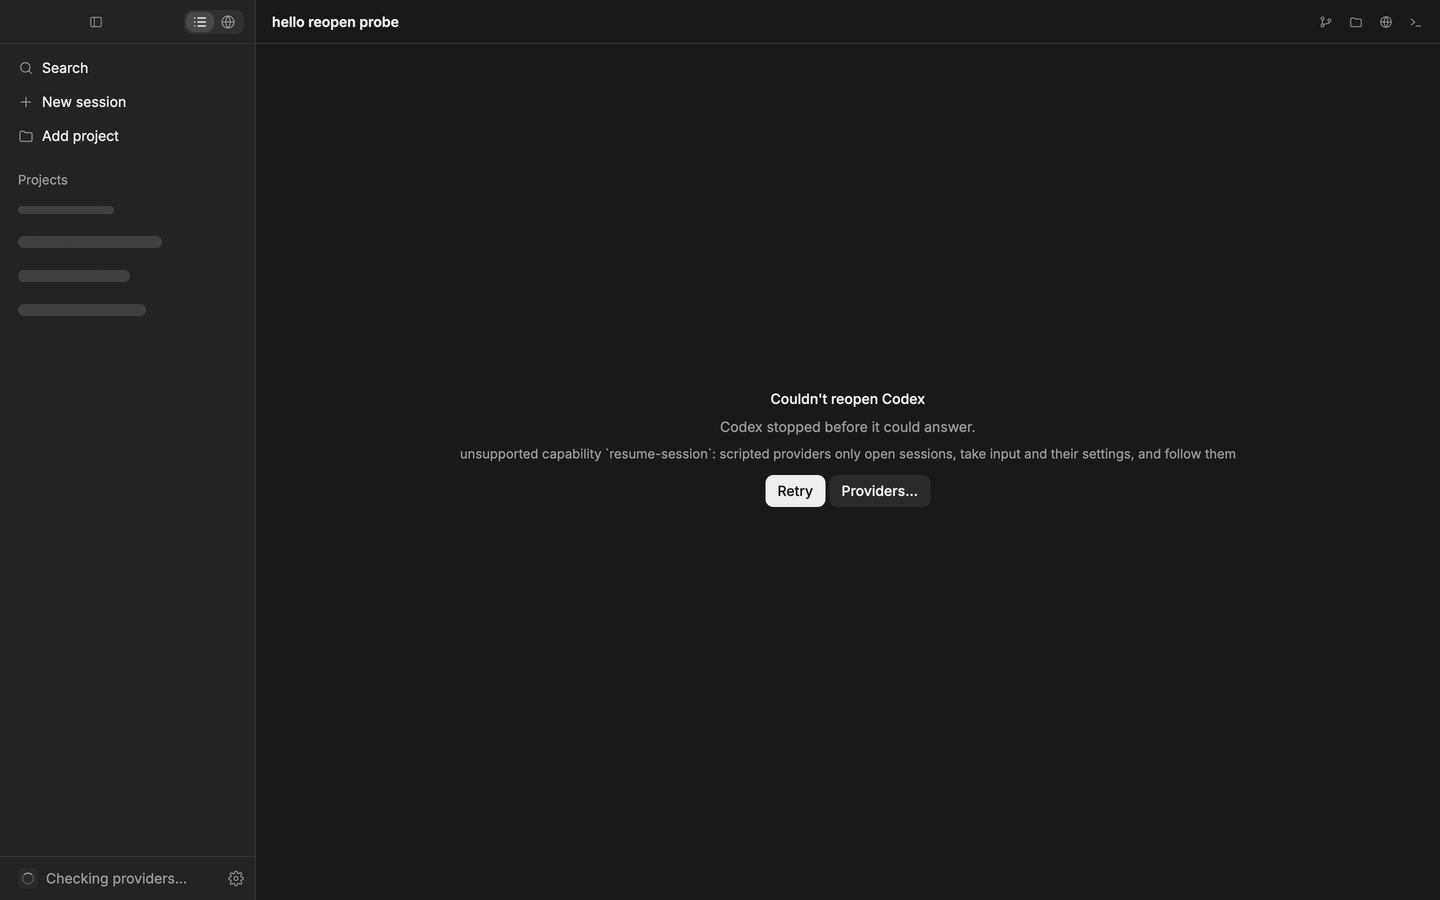 hello reopen probe
Search
New session
Add project
Projects
Couldn't reopen Codex
Codex stopped before it could answer.
unsupported capability `resume-session`: scripted providers only open sessions, take input and their settings, and follow them
Retry
Providers...
Checking providers...